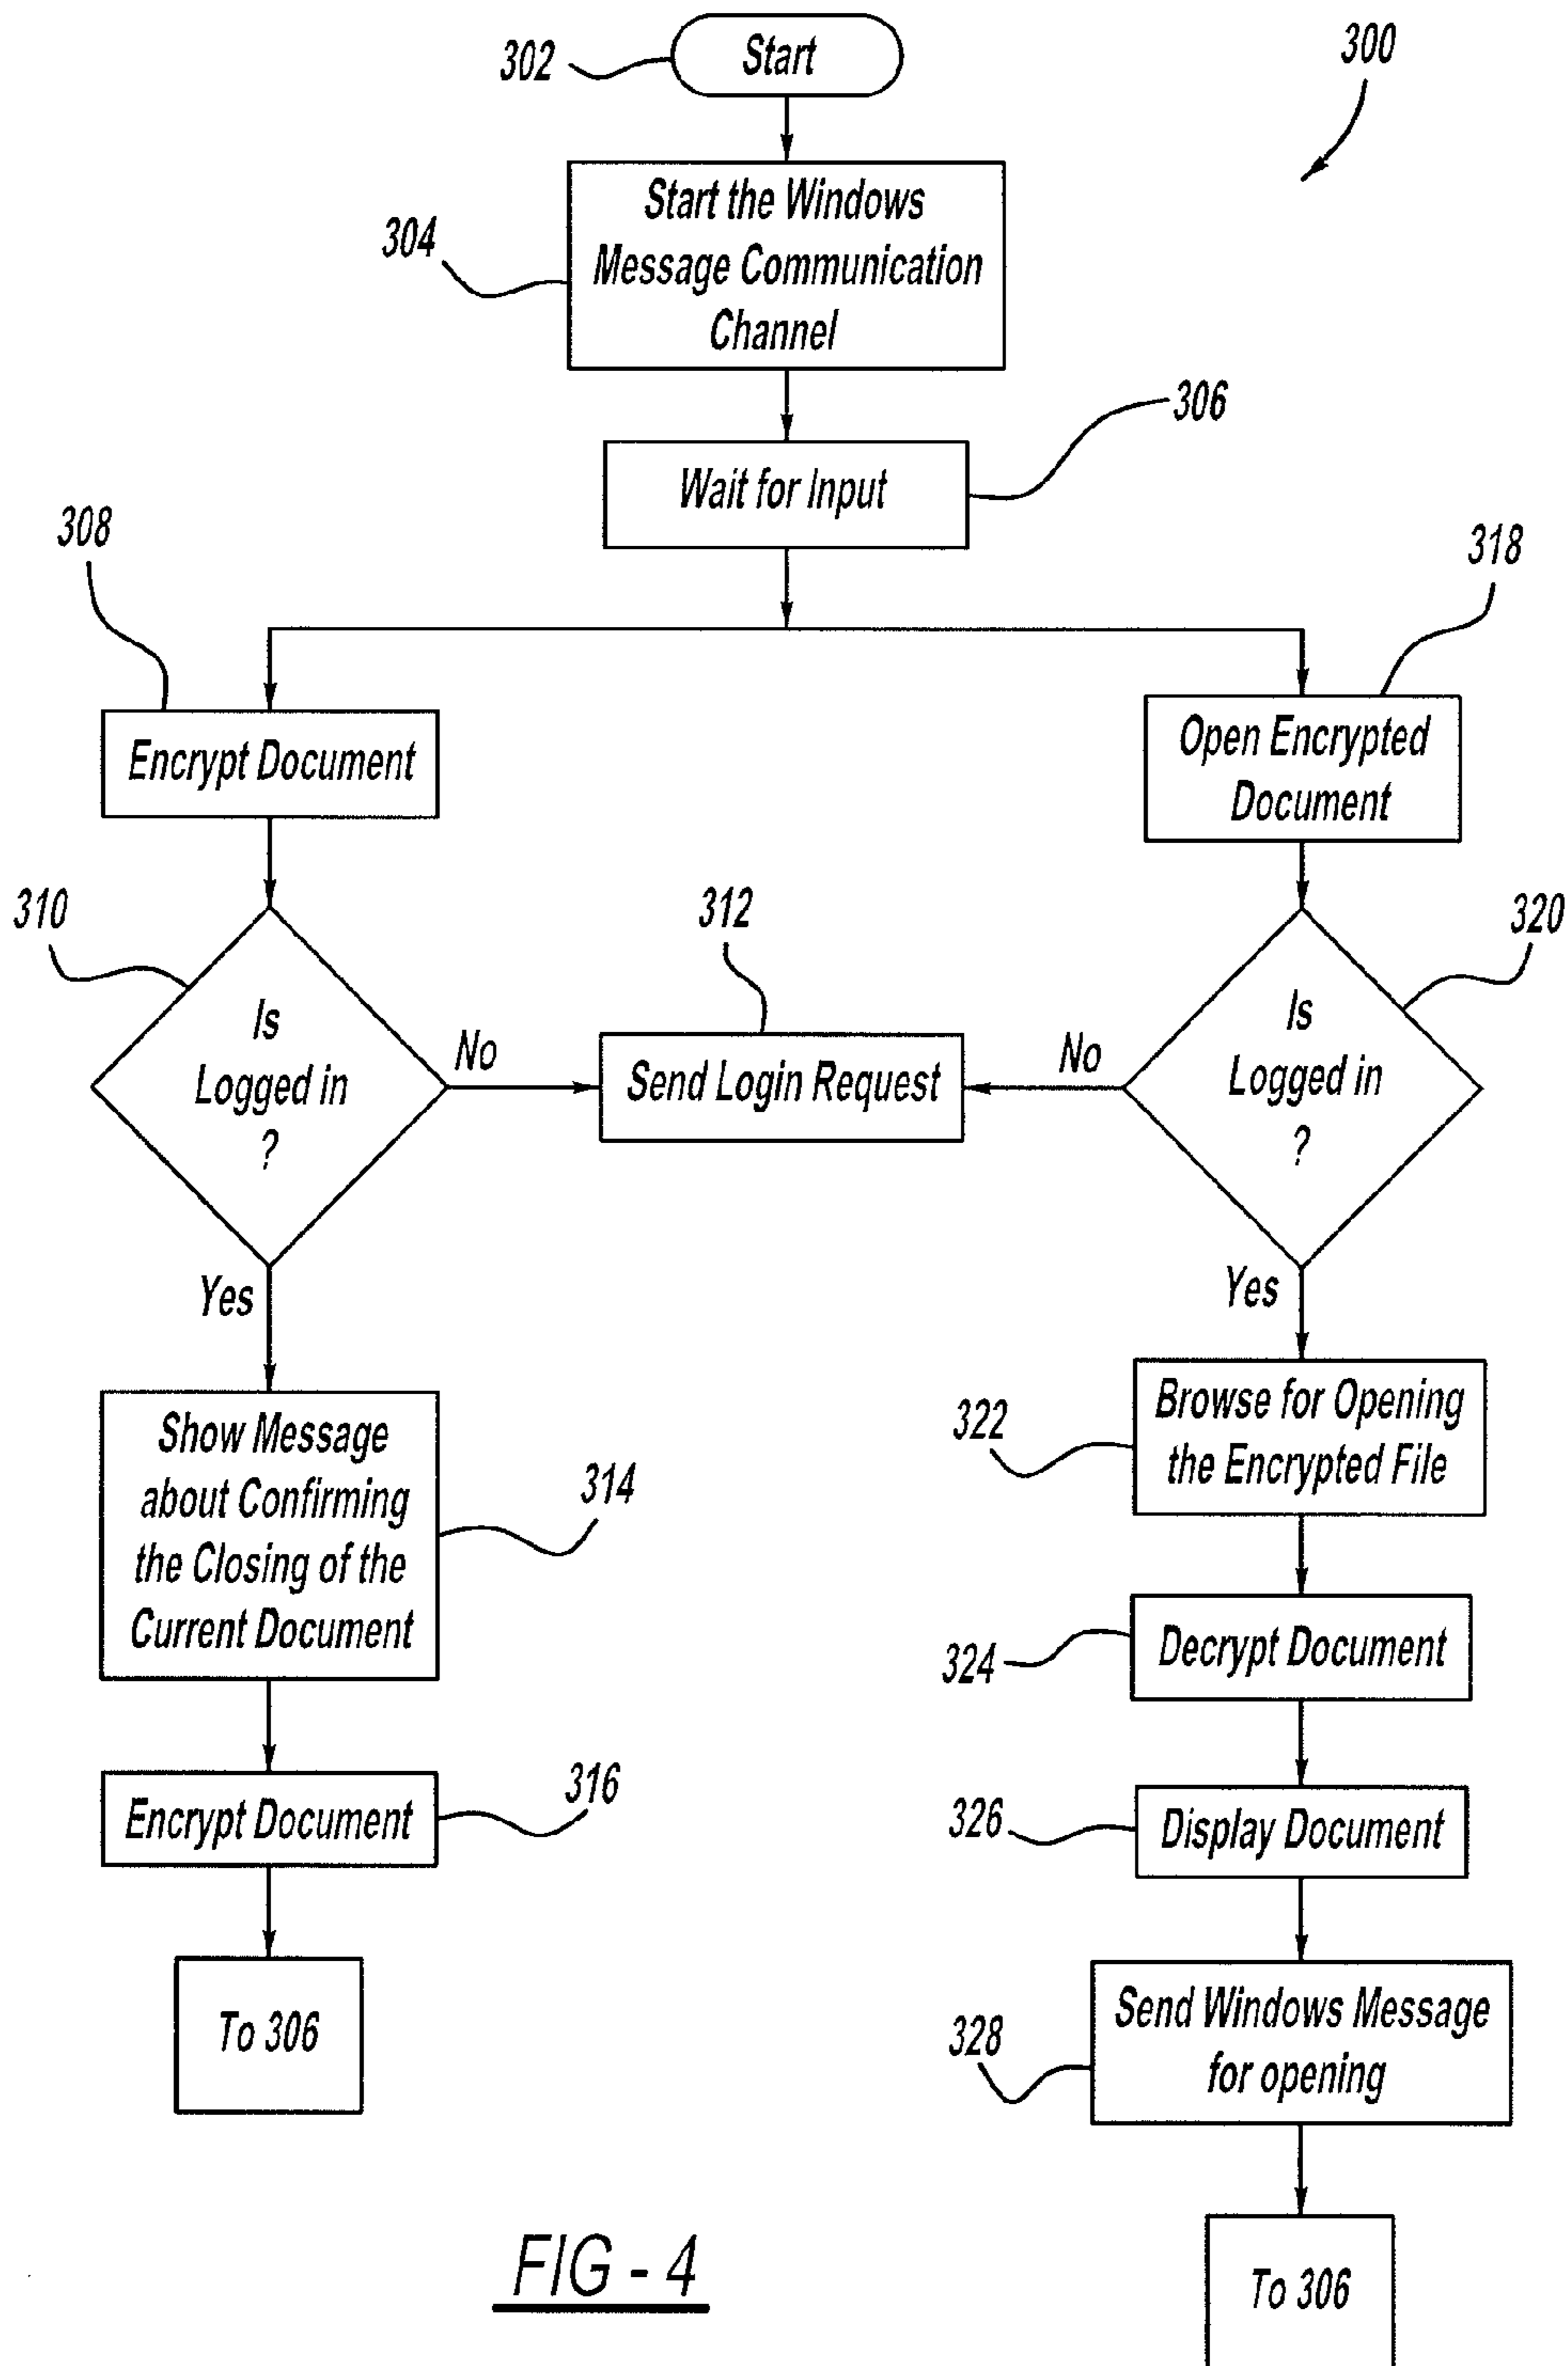 302
Start
300
304
Start the Windows
Message Communication
Channel
306
Wait for Input
308
318
Encrypt Document
Open Encrypted
Document
310
Is
Logged in
?
No
312
Send Login Request
No
320
Is
Logged in
?
Yes
Yes
Show Message
about Confirming
the Closing of the
Current Document
314
322
Browse for Opening
the Encrypted File
324
Decrypt Document
Encrypt Document
316
326
Display Document
To 306
328
Send Windows Message
for opening
To 306
FIG - 4